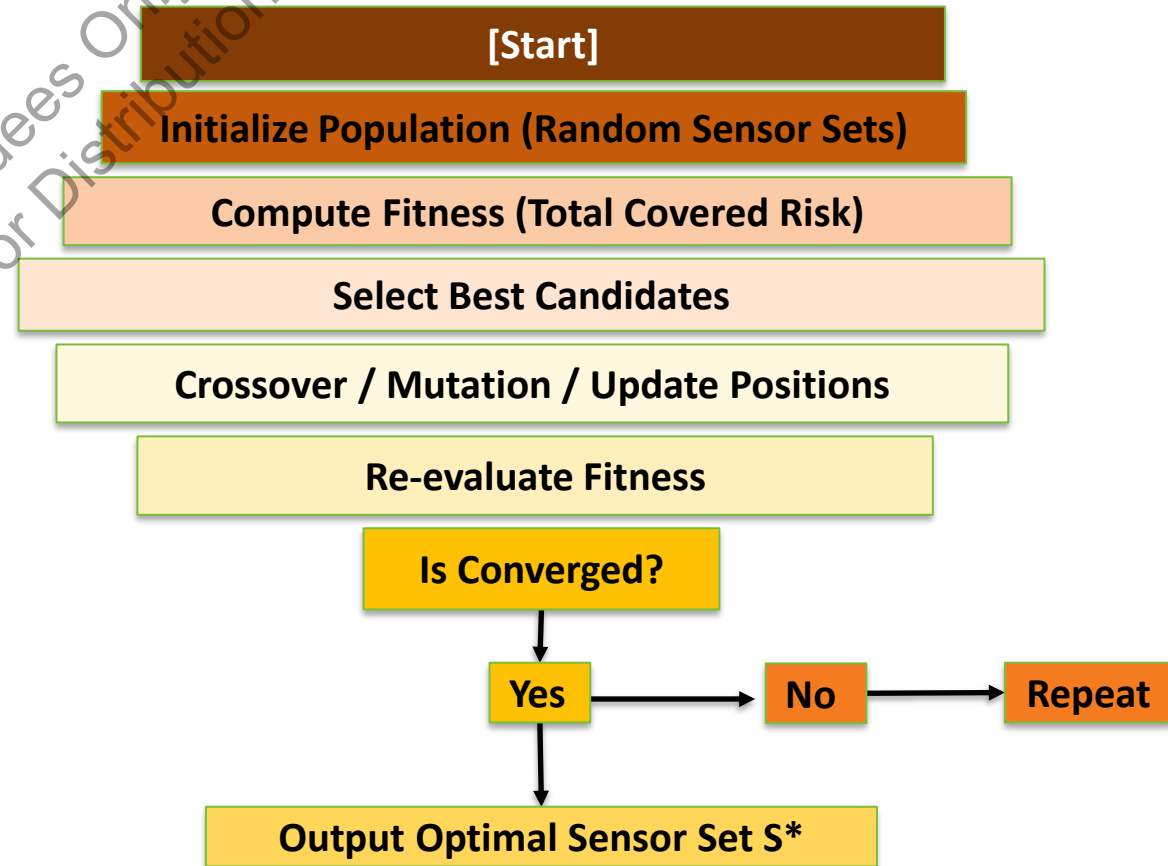 [Start]
Initialize Population (Random Sensor Sets)
Compute Fitness (Total Covered Risk)
Select Best Candidates
Crossover / Mutation / Update Positions
Re-evaluate Fitness
Is Converged?
Yes
No
Repeat
Output Optimal Sensor Set S*
Distribution